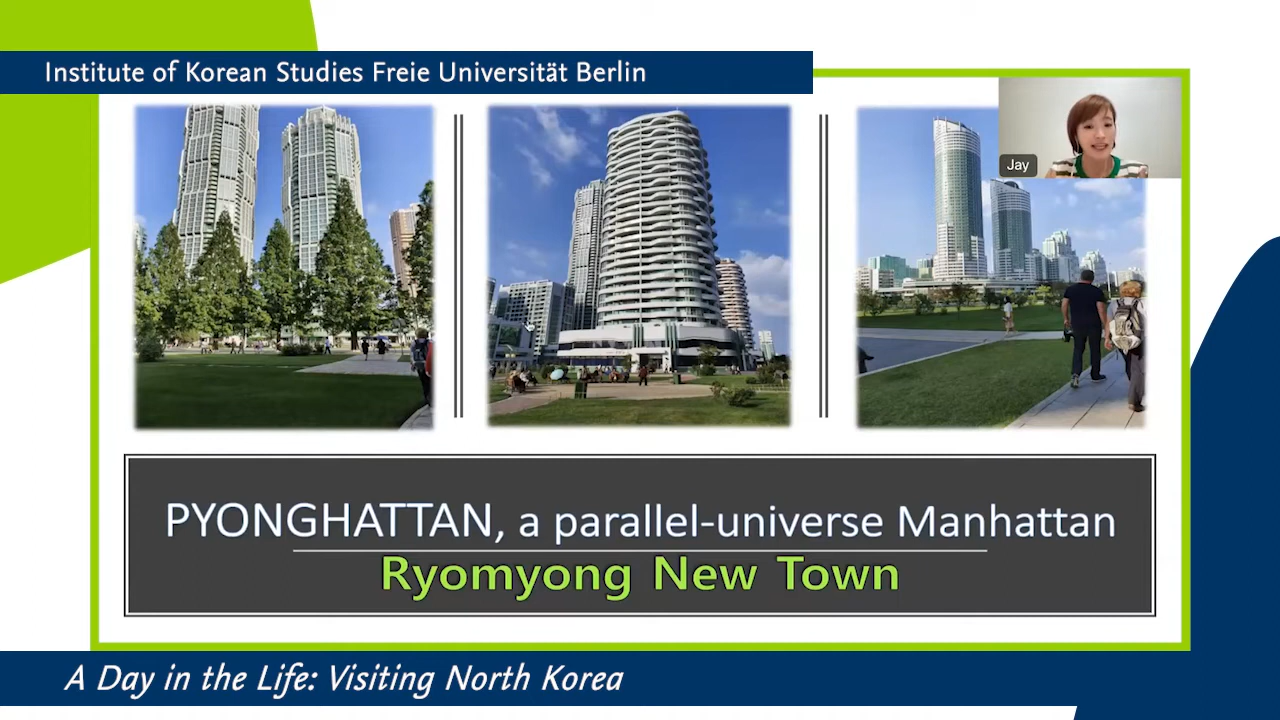 Institute of Korean Studies Freie Universität Berlin
Jay
PYONGHATTAN, a parallel-universe Manhattan
Ryomyong New Town
A Day in the Life: Visiting North Korea